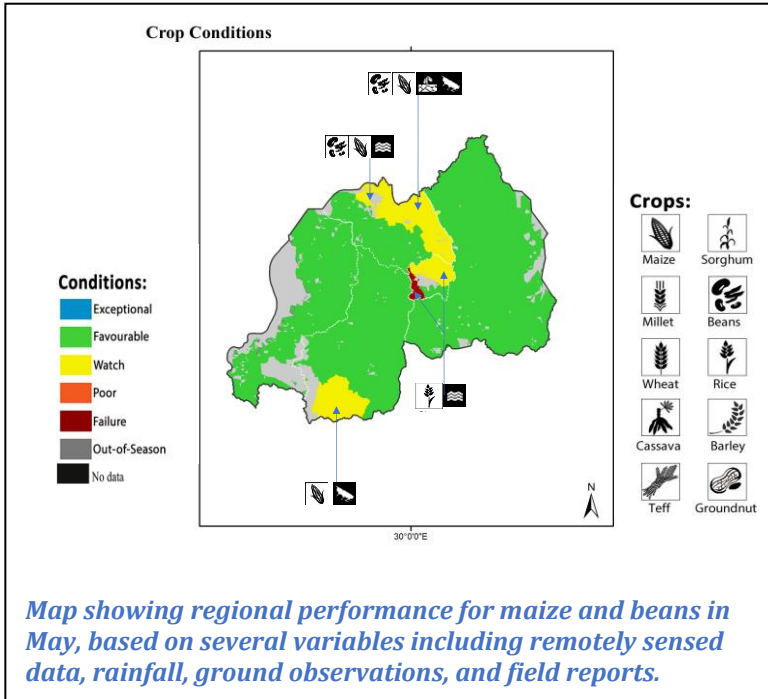 Crop Conditions
Conditions:
Exceptional
Favourable
Watch
Poor
Failure
Out-of-Season
No data
N
30°0'0"E
Crops:
Maize Sorghum
Millet Beans
Wheat Rice
Cassava Barley
Teff Groundnut
Map showing regional performance for maize and beans in
May, based on several variables including remotely sensed
data, rainfall, ground observations, and field reports.